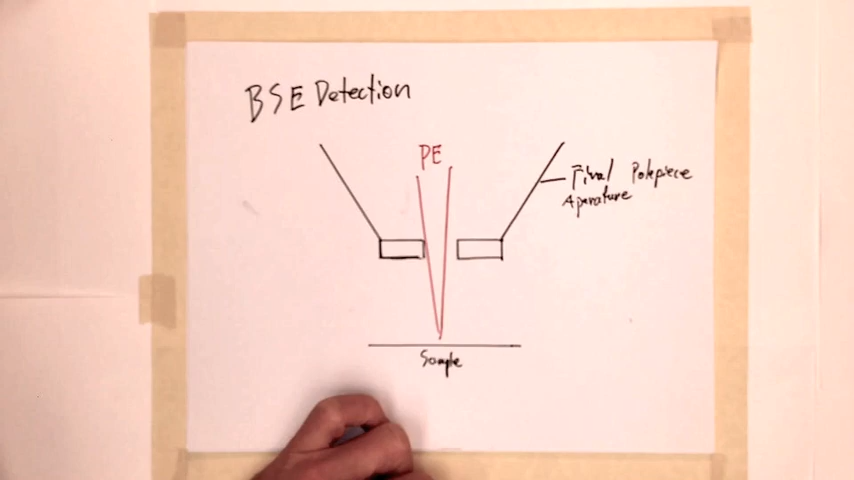 BSE Detection
PE
Final Polepiece
Aperature
Sample